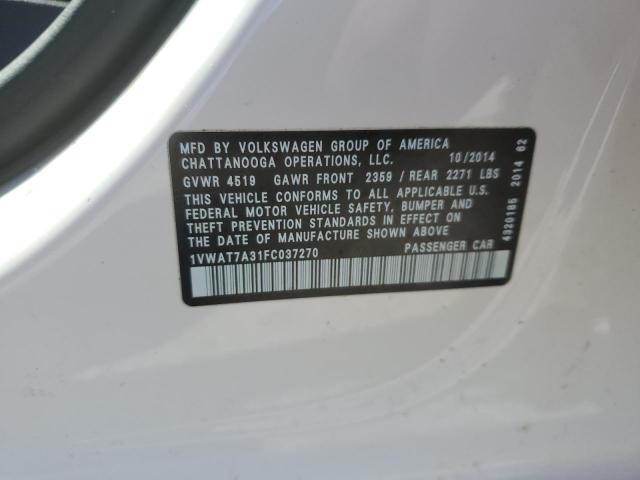 MFD BY VOLKSWAGEN GROUP OF AMERICA
CHATTANOOGA OPERATIONS, LLC. 10/2014
GVWR 4519 GAWR FRONT 2359 / REAR 2271 LBS
THIS VEHICLE CONFORMS TO ALL APPLICABLE U.S.
FEDERAL MOTOR VEHICLE SAFETY, BUMPER AND
THEFT PREVENTION STANDARDS IN EFFECT ON
THE DATE OF MANUFACTURE SHOWN ABOVE
1VWAT7A31FC037270 PASSENGER CAR
4320185 2014 62